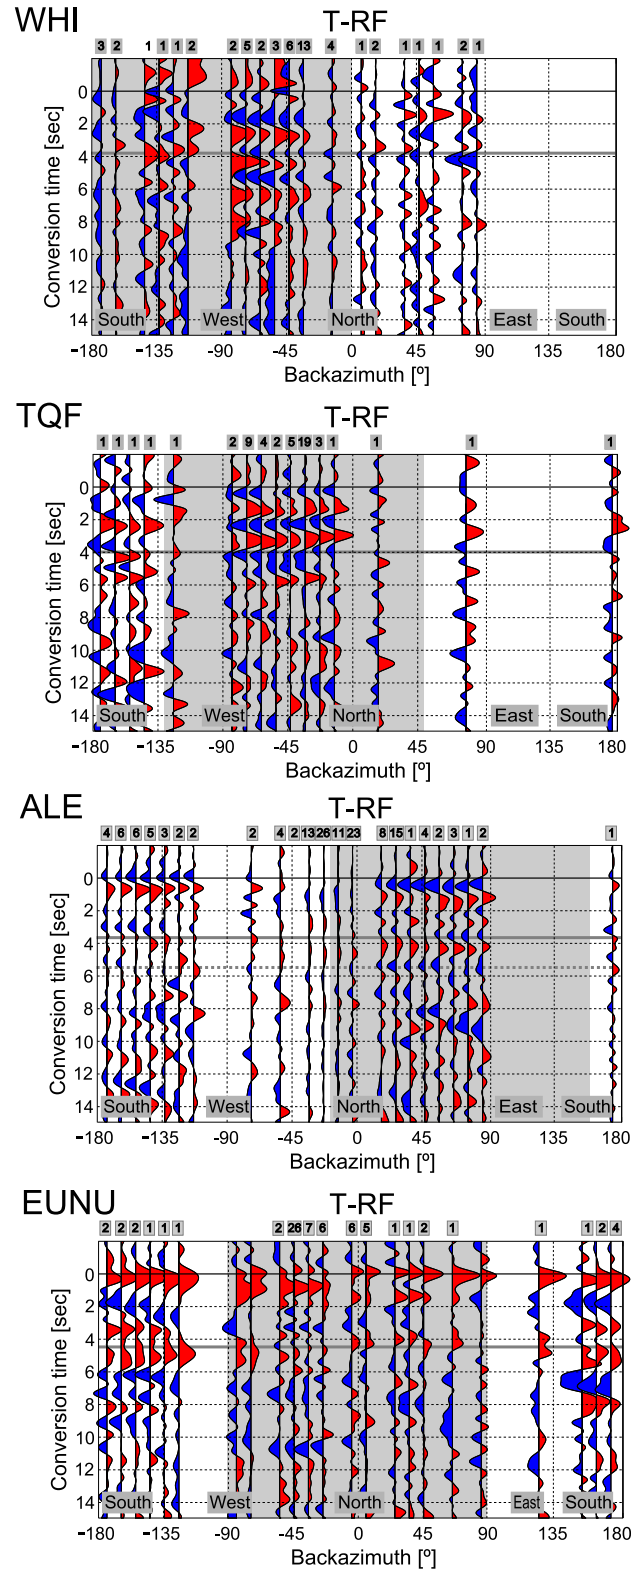 WHI T-RF
3 2 1 1 1 2 2 5 2 3 6 13 4 1 2 1 1 1 2 1
Conversion time [sec]
0
2
4
6
8
10
12
14
South West North East South
-180 -135 -90 -45 0 45 90 135 180
Backazimuth [º]
TQF T-RF
1 1 1 1 1 2 9 4 2 5 19 3 1 1 1 1
Conversion time [sec]
0
2
4
6
8
10
12
14
South West North East South
-180 -135 -90 -45 0 45 90 135 180
Backazimuth [º]
ALE T-RF
4 6 6 5 3 2 2 2 4 2 13 26 11 23 8 15 1 4 2 3 1 2 1
Conversion time [sec]
0
2
4
6
8
10
12
14
South West North East South
-180 -135 -90 -45 0 45 90 135 180
Backazimuth [º]
EUNU T-RF
2 2 2 1 1 1 2 26 7 6 6 5 1 1 2 1 1 1 2 4
Conversion time [sec]
0
2
4
6
8
10
12
14
South West North East South
-180 -135 -90 -45 0 45 90 135 180
Backazimuth [º]